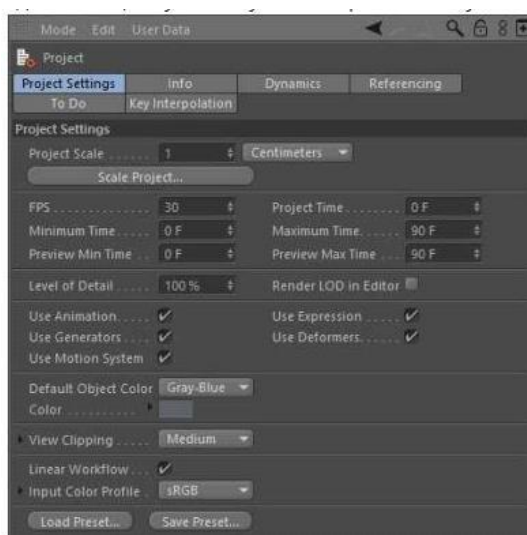 Mode Edit User Data
Project
Project Settings Info Dynamics Referencing
To Do Key Interpolation
Project Settings
Project Scale ...... 1 Centimeters
Scale Project...
FPS .............. 30 Project Time ........ 0 F
Minimum Time .... 0 F Maximum Time..... 90 F
Preview Min Time .. 0 F Preview Max Time ... 90 F
Level of Detail ..... 100 % Render LOD in Editor
Use Animation..... Use Expression .....
Use Generators .... Use Deformers......
Use Motion System
Default Object Color Gray-Blue
Color ..........
View Clipping ..... Medium
Linear Workflow ...
Input Color Profile . sRGB
Load Preset... Save Preset...